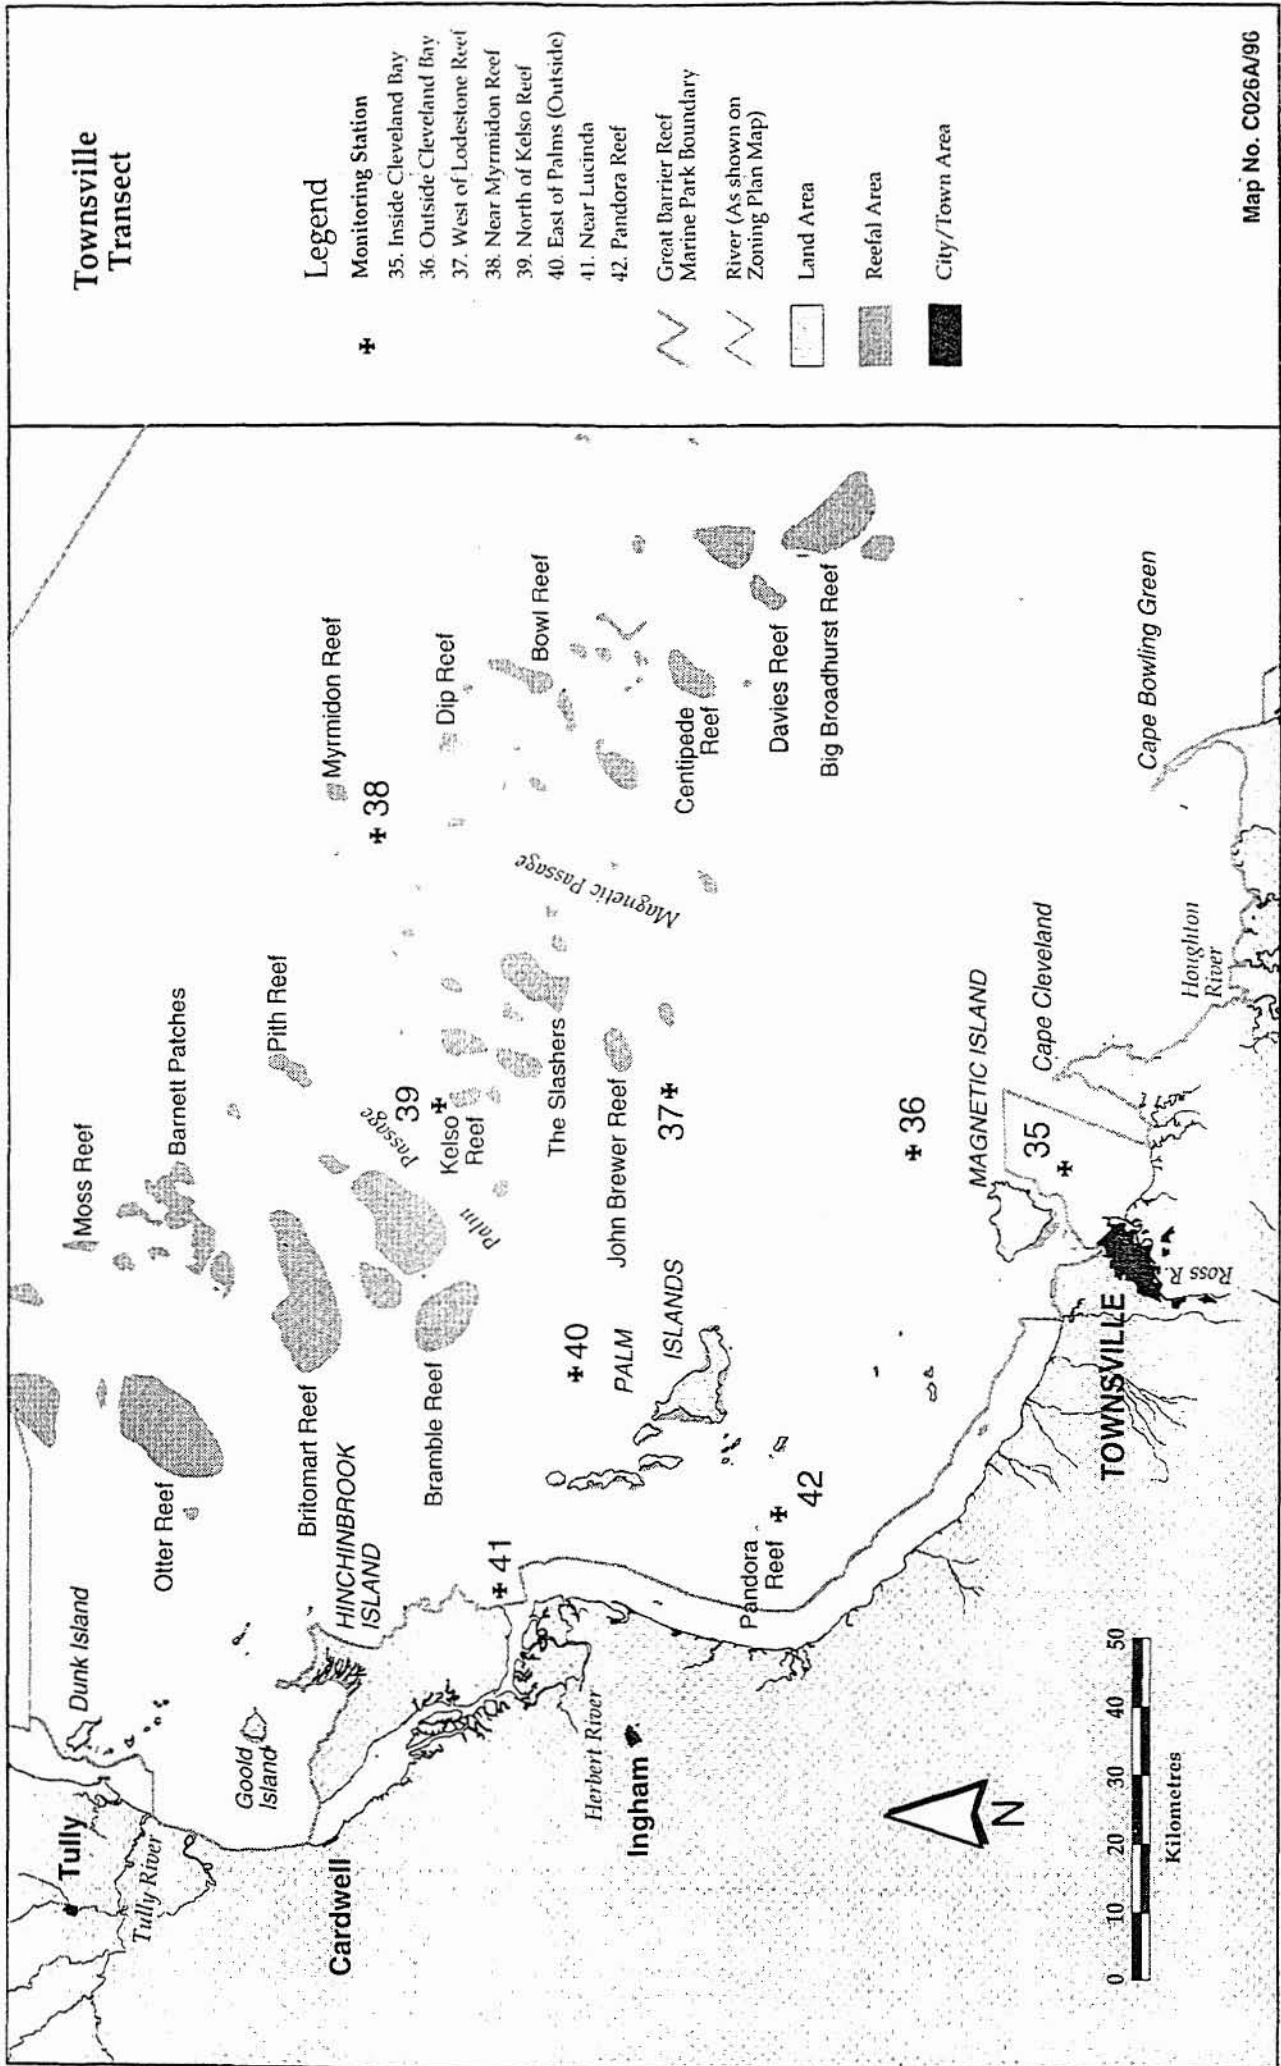 Townsville
Transect
Legend
Monitoring Station
35. Inside Cleveland Bay
36. Outside Cleveland Bay
37. West of Lodestone Reef
38. Near Myrmidon Reef
39. North of Kelso Reef
40. East of Palms (Outside)
41. Near Lucinda
42. Pandora Reef
Great Barrier Reef
Marine Park Boundary
River (As shown on
Zoning Plan Map)
Land Area
Reefal Area
City/Town Area
Map No. C026A/96
Tully
Tully River
Dunk Island
Moss Reef
Otter Reef
Barnett Patches
Goold
Island
Cardwell
Britomart Reef
Pith Reef
HINCHINBROOK
ISLAND
Myrmidon Reef
38
Bramble Reef
Palm
Passage
39
Kelso
Reef
Dip Reef
41
Bowl Reef
Magnetic Passage
The Slashers
40
Herbert River
Ingham
PALM
ISLANDS
John Brewer Reef
37
Centipede
Reef
Davies Reef
Pandora
Reef
42
Big Broadhurst Reef
36
MAGNETIC ISLAND
35
Cape Cleveland
Cape Bowling Green
Houghton
River
TOWNSVILLE
Ross R.
N
0 10 20 30 40 50
Kilometres